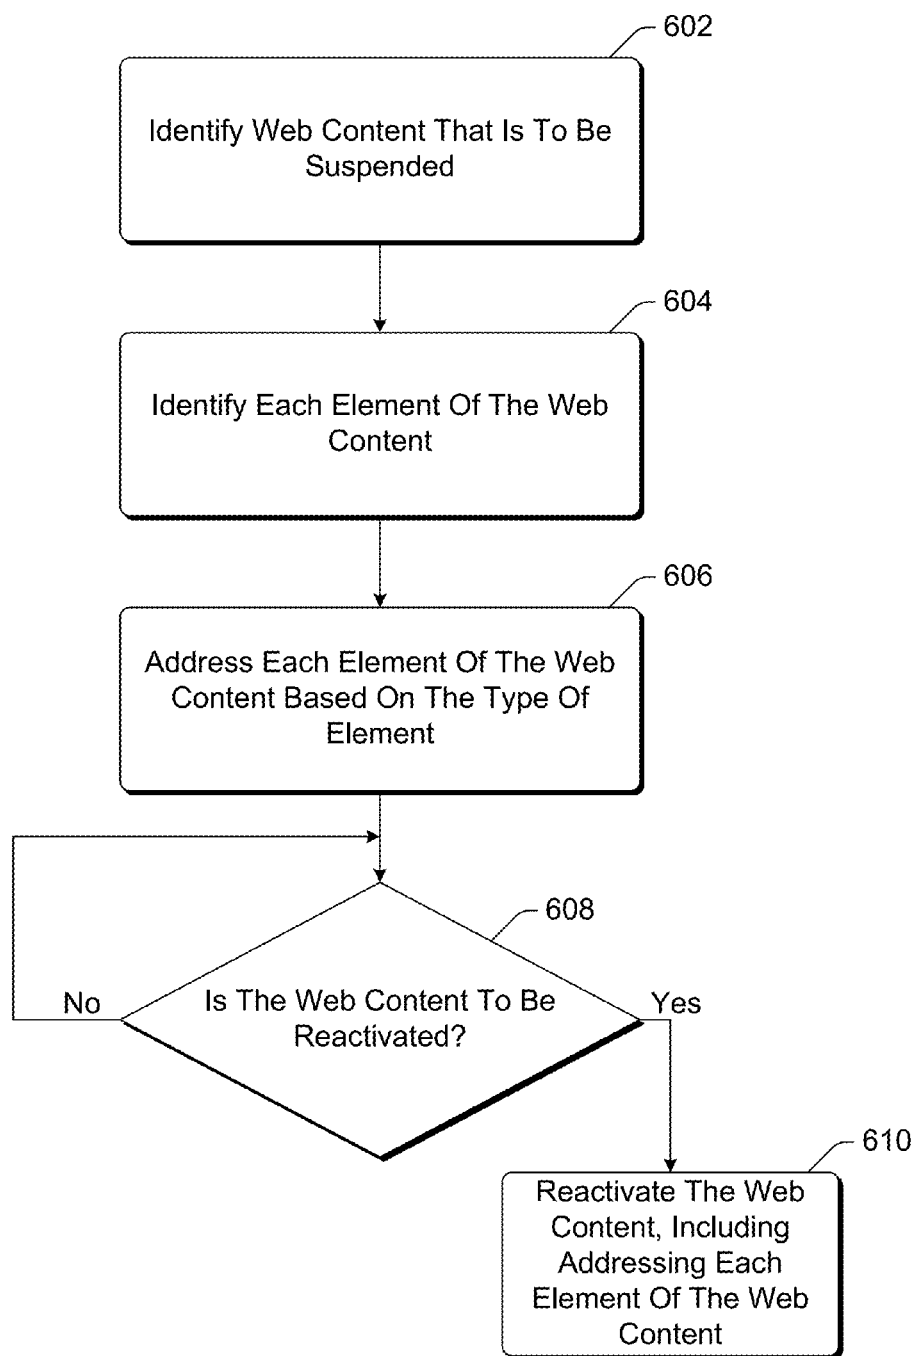 602
Identify Web Content That Is To Be
Suspended
604
Identify Each Element Of The Web
Content
606
Address Each Element Of The Web
Content Based On The Type Of
Element
608
No
Is The Web Content To Be
Reactivated?
Yes
610
Reactivate The Web
Content, Including
Addressing Each
Element Of The Web
Content